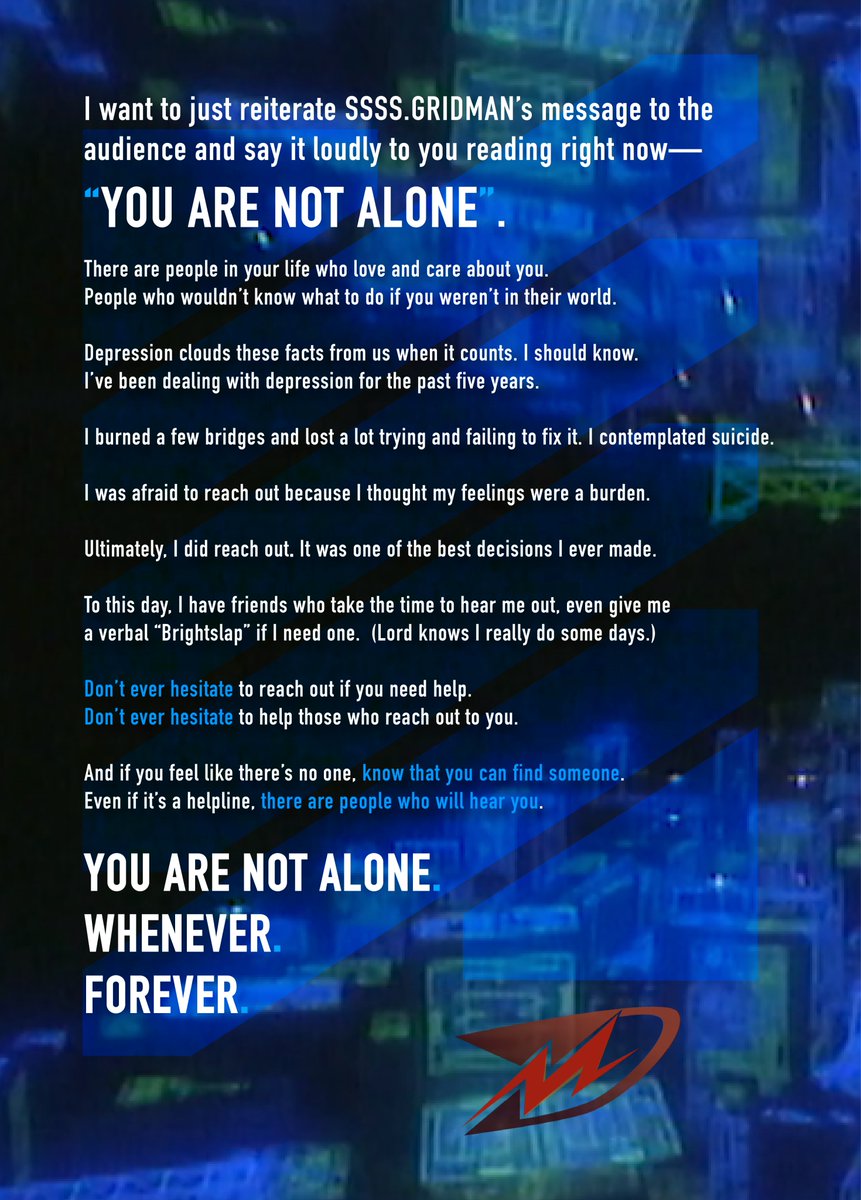 I want to just reiterate SSSS.GRIDMAN’s message to the
audience and say it loudly to you reading right now—
“YOU ARE NOT ALONE”.
There are people in your life who love and care about you.
People who wouldn’t know what to do if you weren’t in their world.
Depression clouds these facts from us when it counts. I should know.
I’ve been dealing with depression for the past five years.
I burned a few bridges and lost a lot trying and failing to fix it. I contemplated suicide.
I was afraid to reach out because I thought my feelings were a burden.
Ultimately, I did reach out. It was one of the best decisions I ever made.
To this day, I have friends who take the time to hear me out, even give me
a verbal “Brightslap” if I need one.  (Lord knows I really do some days.)
Don’t ever hesitate to reach out if you need help.
Don’t ever hesitate to help those who reach out to you.
And if you feel like there’s no one, know that you can find someone.
Even if it’s a helpline, there are people who will hear you.
YOU ARE NOT ALONE.
WHENEVER.
FOREVER.